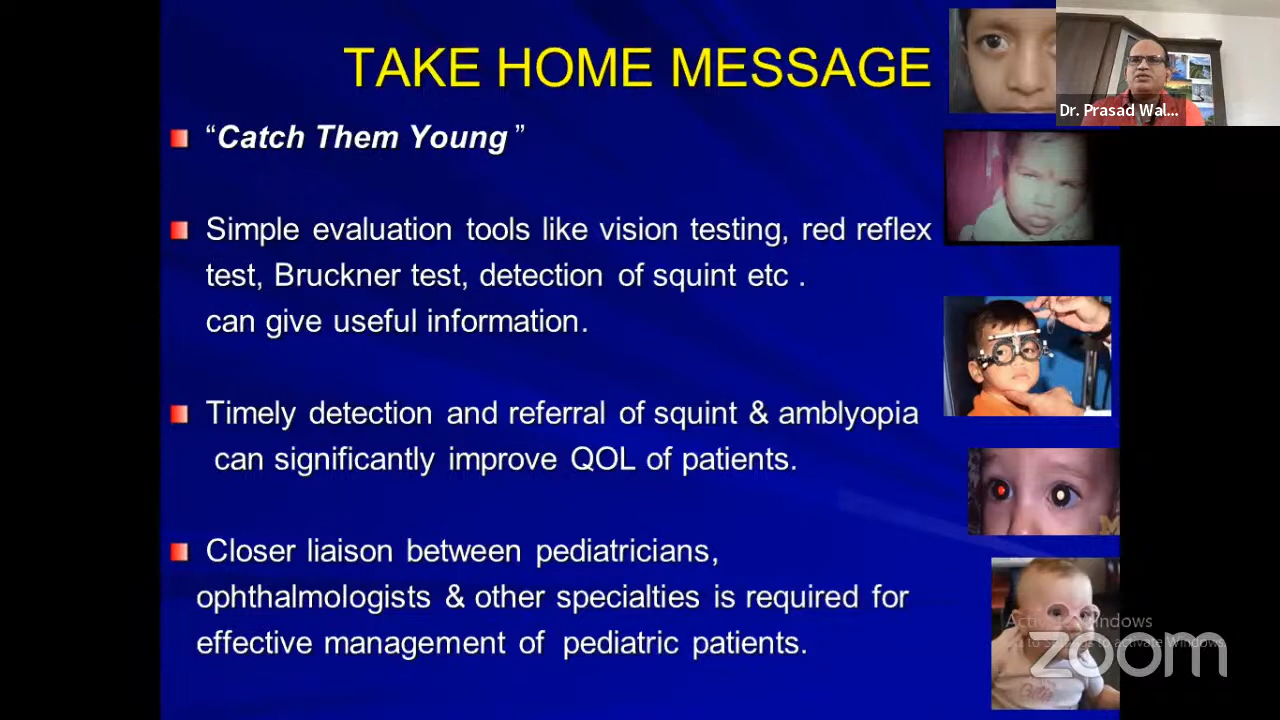 TAKE HOME MESSAGE
Dr. Prasad Wal...
“Catch Them Young ”
Simple evaluation tools like vision testing, red reflex
test, Bruckner test, detection of squint etc .
can give useful information.
Timely detection and referral of squint & amblyopia
can significantly improve QOL of patients.
Closer liaison between pediatricians,
ophthalmologists & other specialties is required for
effective management of pediatric patients.
M
zoom